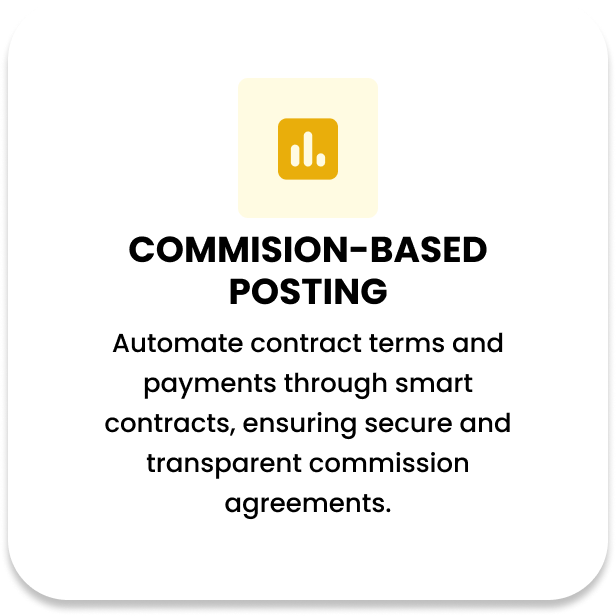 COMMISION-BASED
POSTING
Automate contract terms and
payments through smart
contracts, ensuring secure and
transparent commission
agreements.